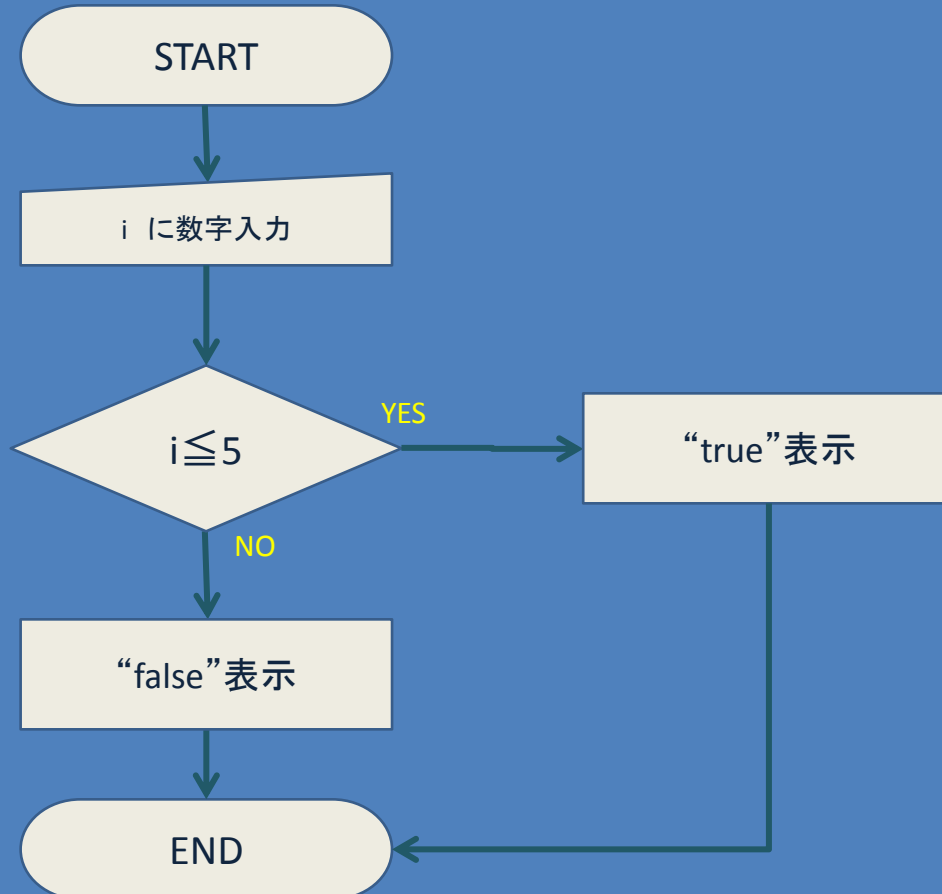 START
i に数字入力
i≦5
YES
“true”表示
NO
“false”表示
END